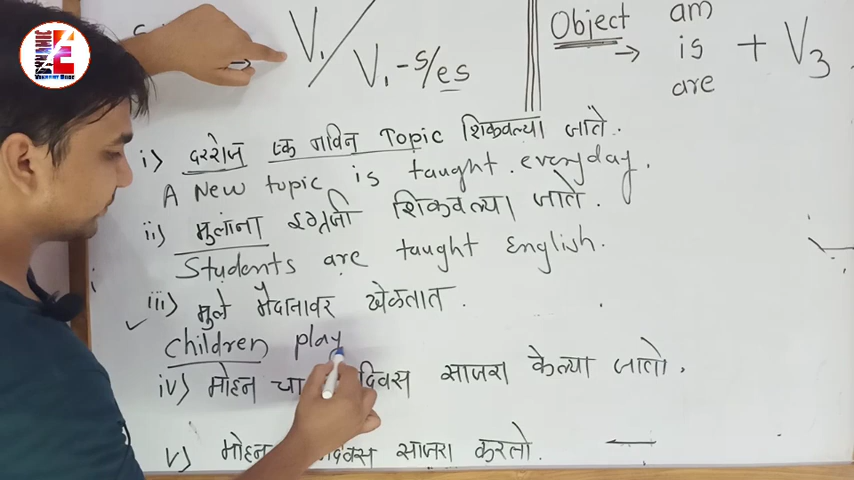 DYNAMIC
V₁ / V₁-s/es
Object → am is are + V₃
i) दररोज एक नविन Topic शिकवल्या जाते.
A New topic is taught everyday.
ii) मुलांना इंग्रजी शिकवल्या जाते.
Students are taught English.
iii) मुले मैदानावर खेळतात.
children play
iv) मोहन चा दिवस साजरा केल्या जातो.
v) मोहन साजरा करतो.